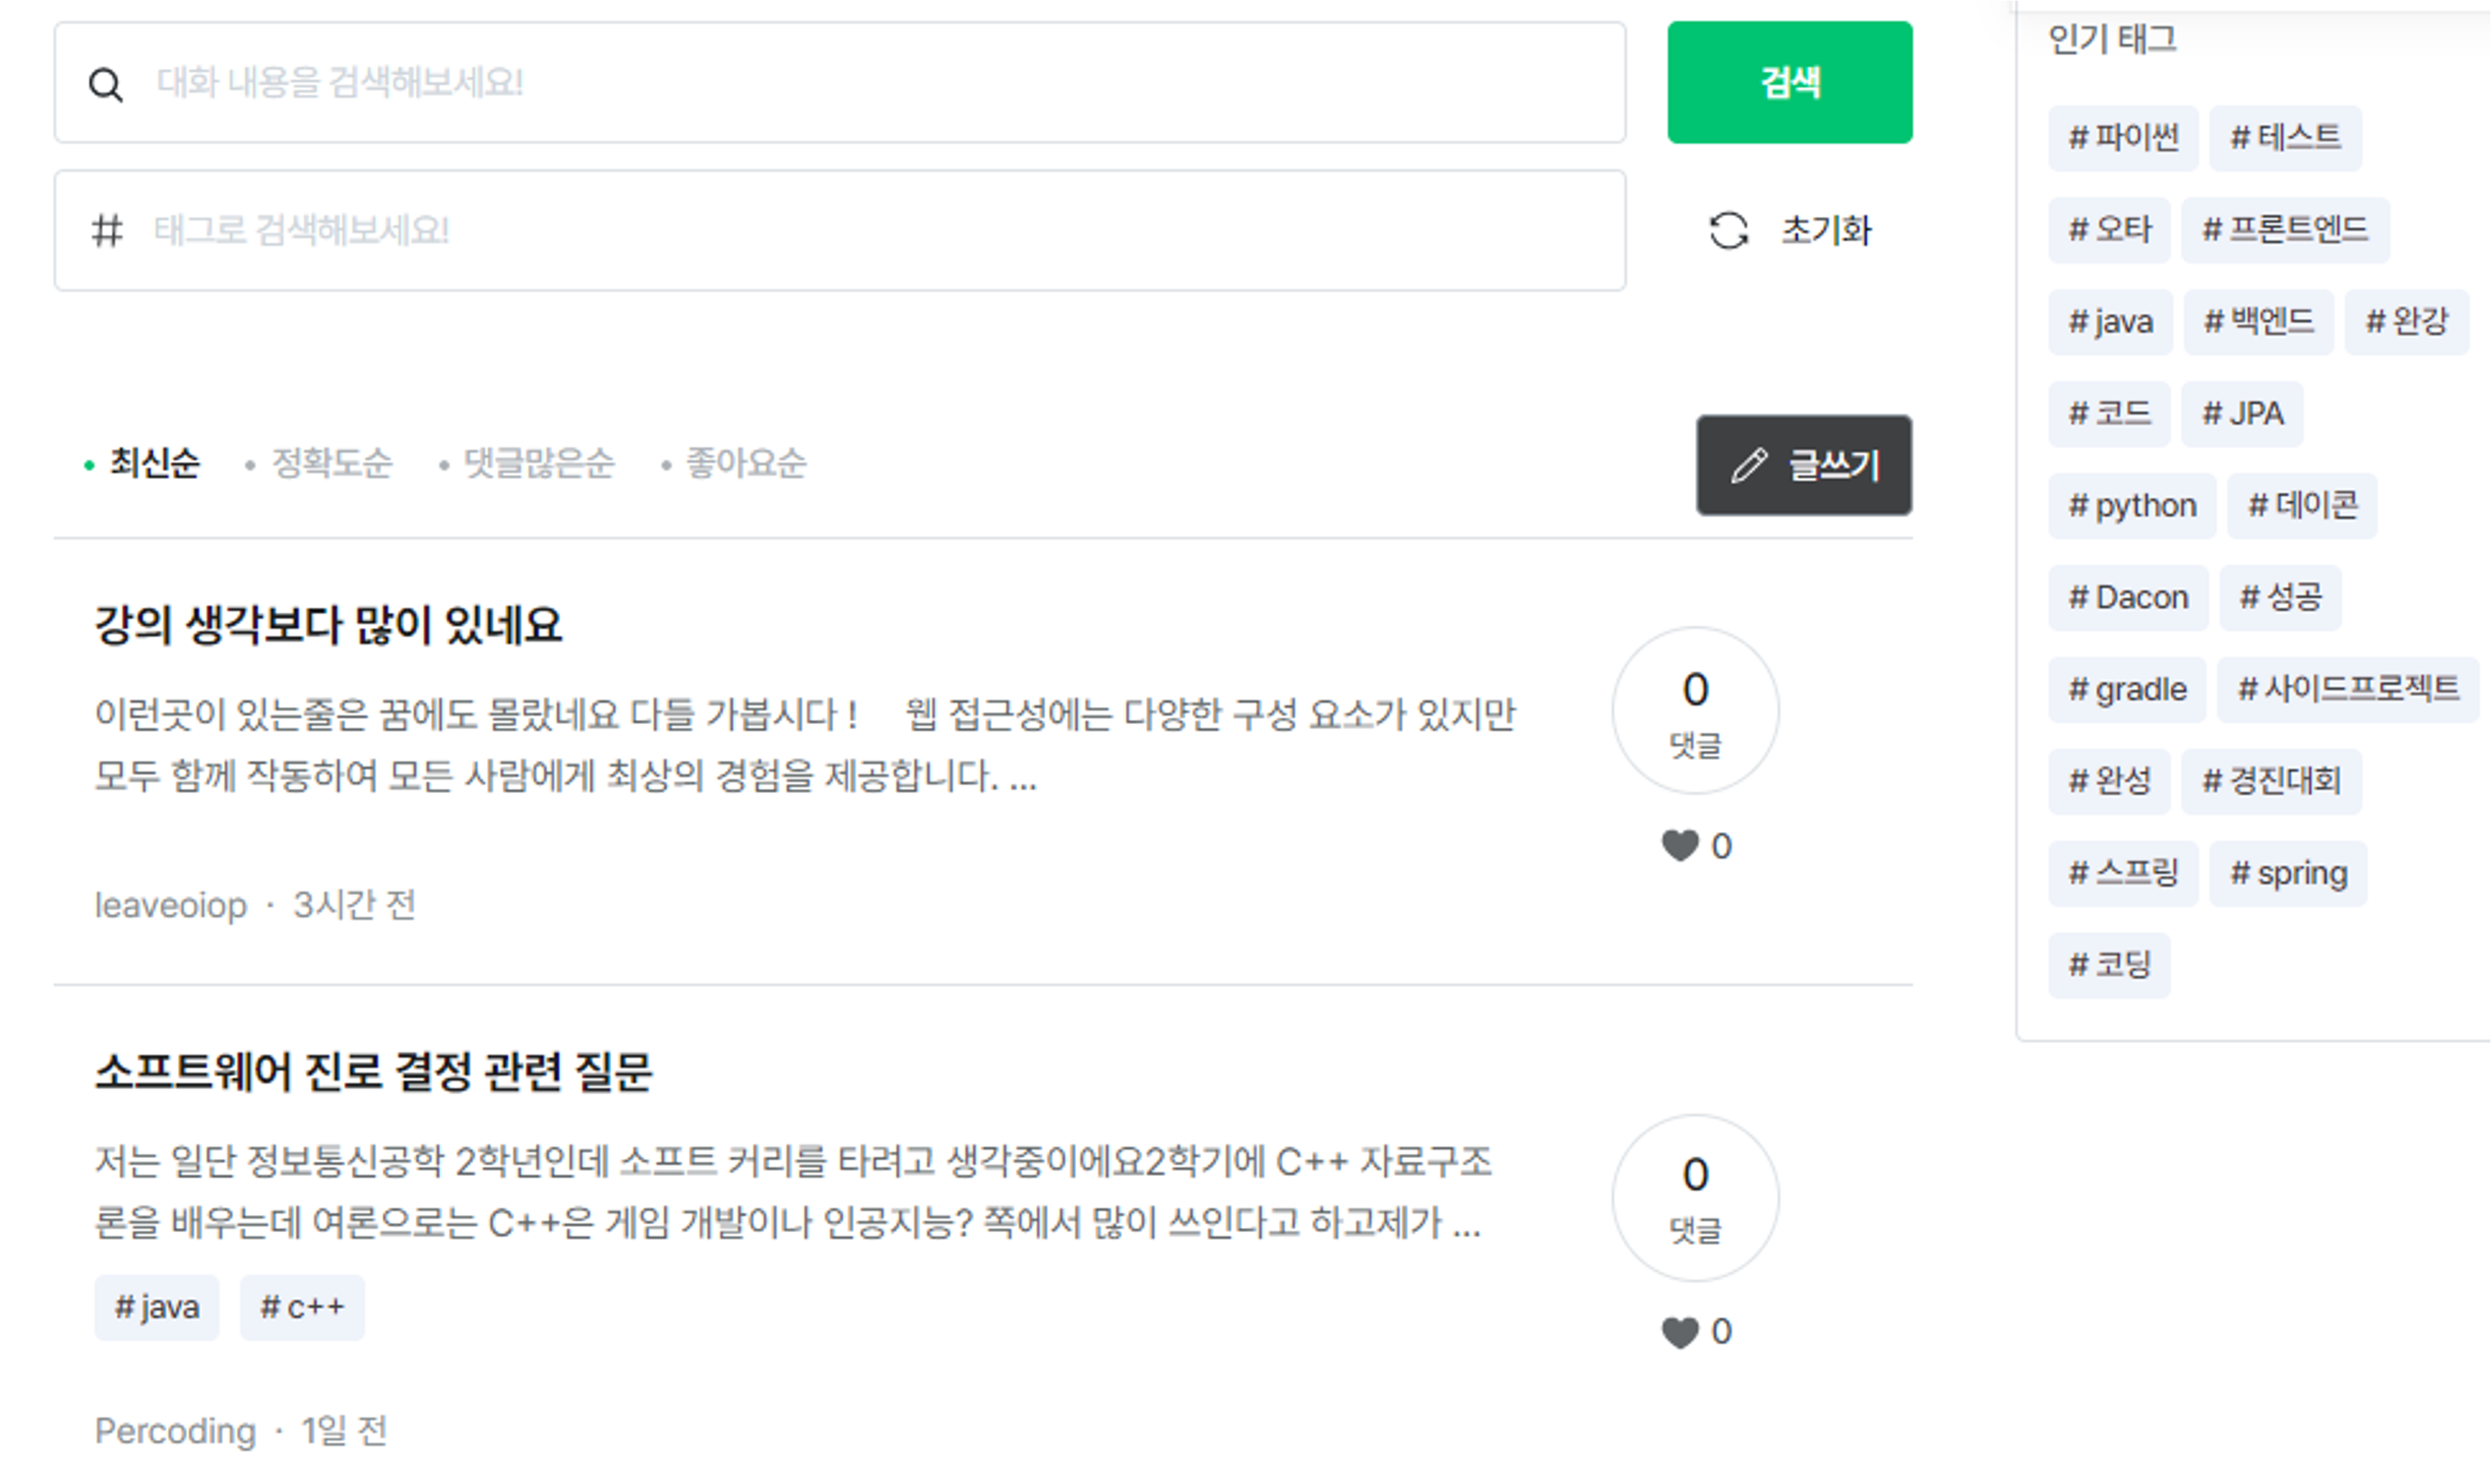 대화 내용을 검색해보세요!
검색
# 태그로 검색해보세요!
초기화
• 최신순 • 정확도순 • 댓글많은순 • 좋아요순
글쓰기
강의 생각보다 많이 있네요
이런곳이 있는줄은 꿈에도 몰랐네요 다들 가봅시다 ! 웹 접근성에는 다양한 구성 요소가 있지만
모두 함께 작동하여 모든 사람에게 최상의 경험을 제공합니다. ...
0
댓글
0
leaveoiop · 3시간 전
소프트웨어 진로 결정 관련 질문
저는 일단 정보통신공학 2학년인데 소프트 커리를 타려고 생각중이에요2학기에 C++ 자료구조
론을 배우는데 여론으로는 C++은 게임 개발이나 인공지능? 쪽에서 많이 쓰인다고 하고제가 ...
# java # c++
0
댓글
0
Percoding · 1일 전
인기 태그
# 파이썬 # 테스트
# 오타 # 프론트엔드
# java # 백엔드 # 완강
# 코드 # JPA
# python # 데이콘
# Dacon # 성공
# gradle # 사이드프로젝트
# 완성 # 경진대회
# 스프링 # spring
# 코딩